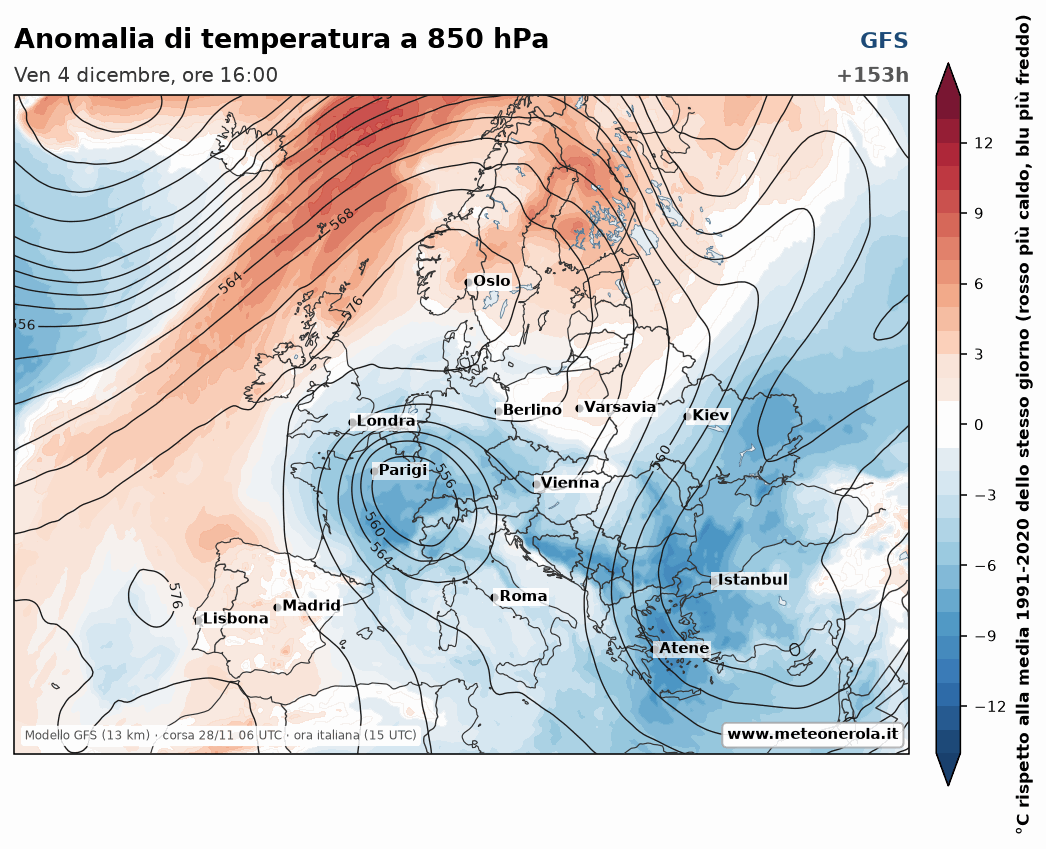 Anomalia di temperatura a 850 hPa
GFS
Ven 4 dicembre, ore 16:00
+153h
568
564
576
556
Oslo
Berlino
Varsavia
Kiev
Londra
560
Parigi
556
Vienna
560
564
576
Istanbul
Madrid
Roma
Lisbona
Atene
Modello GFS (13 km) · corsa 28/11 06 UTC · ora italiana (15 UTC)
www.meteonerola.it
12
9
6
3
0
−3
−6
−9
−12
°C rispetto alla media 1991-2020 dello stesso giorno (rosso più caldo, blu più freddo)